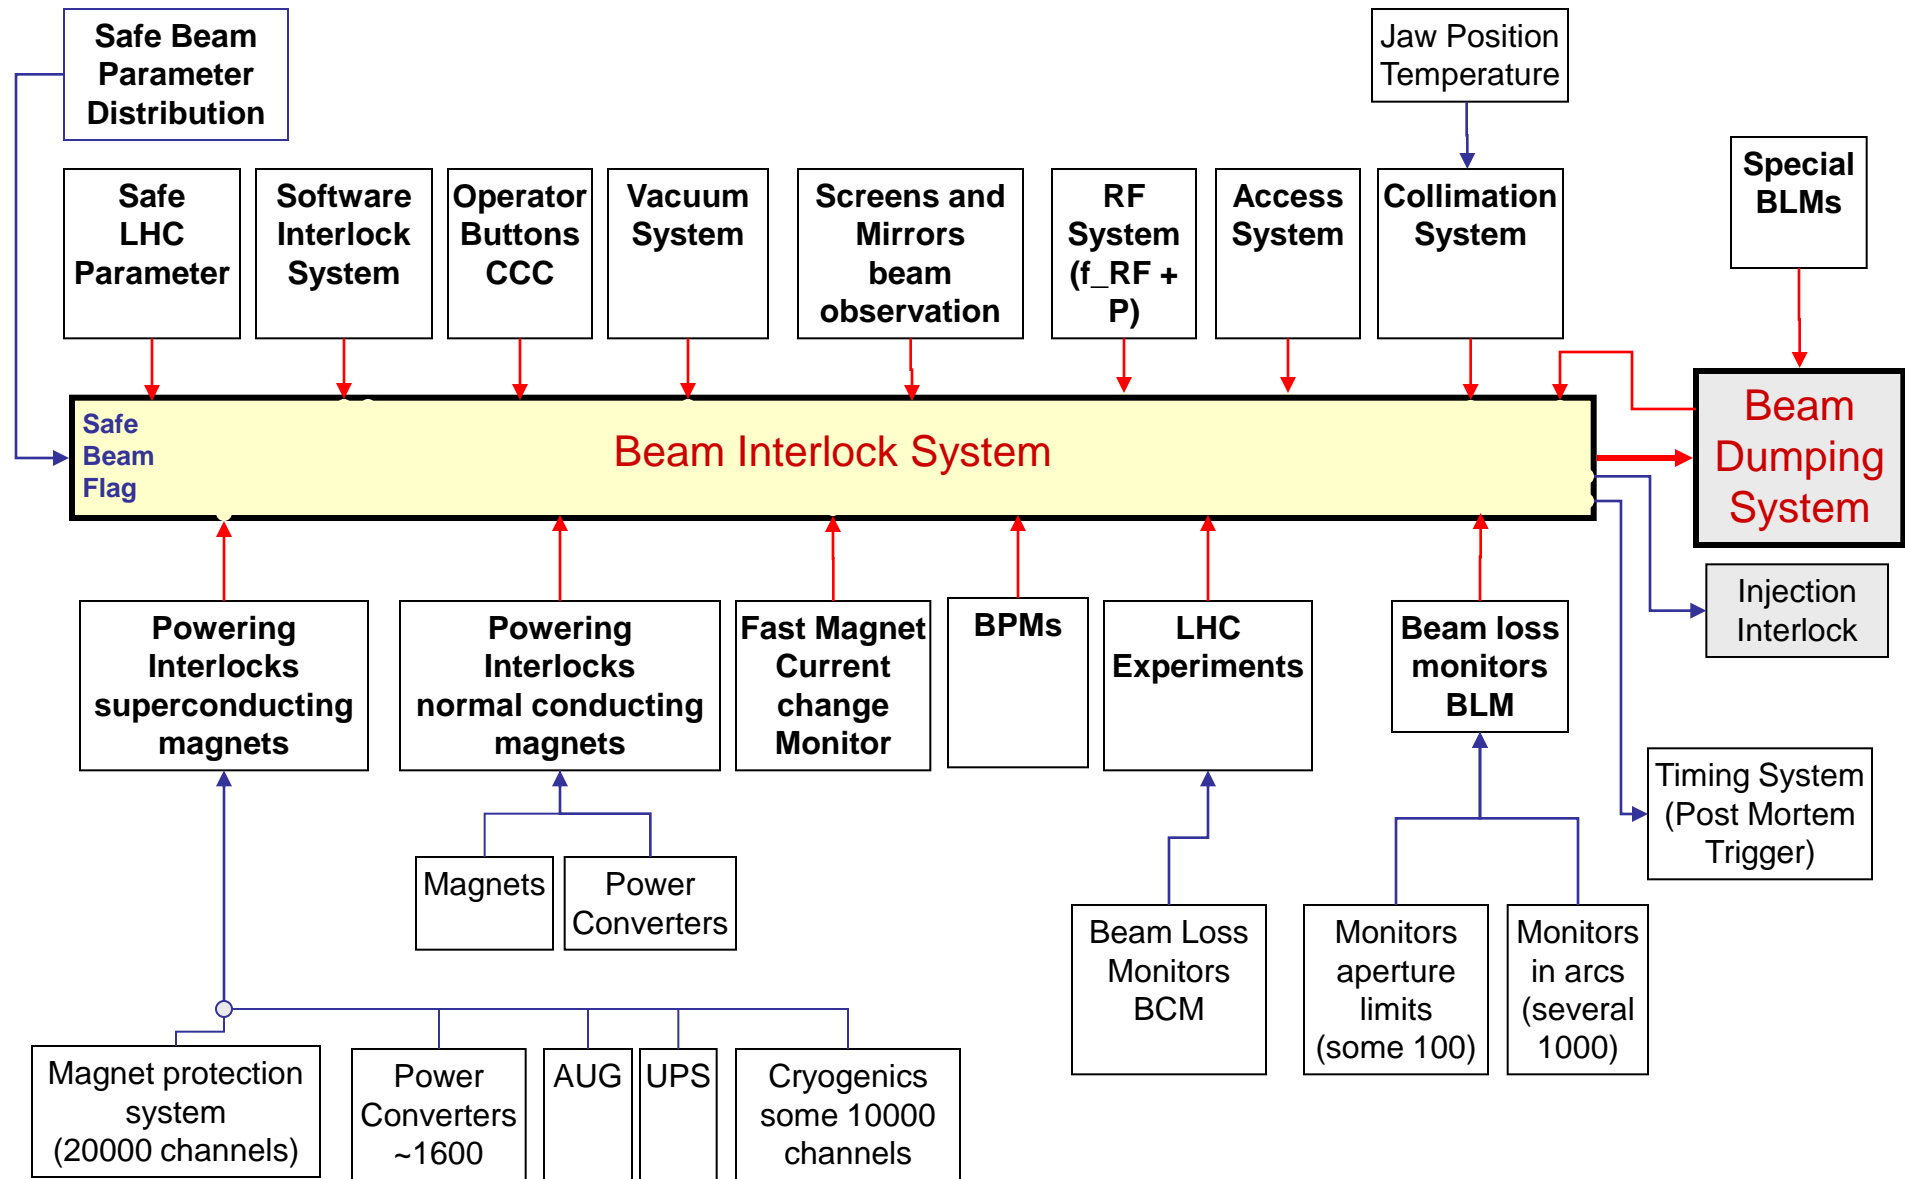 Safe Beam
Parameter
Distribution
Jaw Position
Temperature
Safe
LHC
Parameter
Software
Interlock
System
Operator
Buttons
CCC
Vacuum
System
Screens and
Mirrors
beam
observation
RF
System
(f_RF +
P)
Access
System
Collimation
System
Special
BLMs
Safe
Beam
Flag
Beam Interlock System
Beam
Dumping
System
Injection
Interlock
Powering
Interlocks
superconducting
magnets
Powering
Interlocks
normal conducting
magnets
Fast Magnet
Current
change
Monitor
BPMs
LHC
Experiments
Beam loss
monitors
BLM
Timing System
(Post Mortem
Trigger)
Magnets
Power
Converters
Beam Loss
Monitors
BCM
Monitors
aperture
limits
(some 100)
Monitors
in arcs
(several
1000)
Magnet protection
system
(20000 channels)
Power
Converters
~1600
AUG
UPS
Cryogenics
some 10000
channels